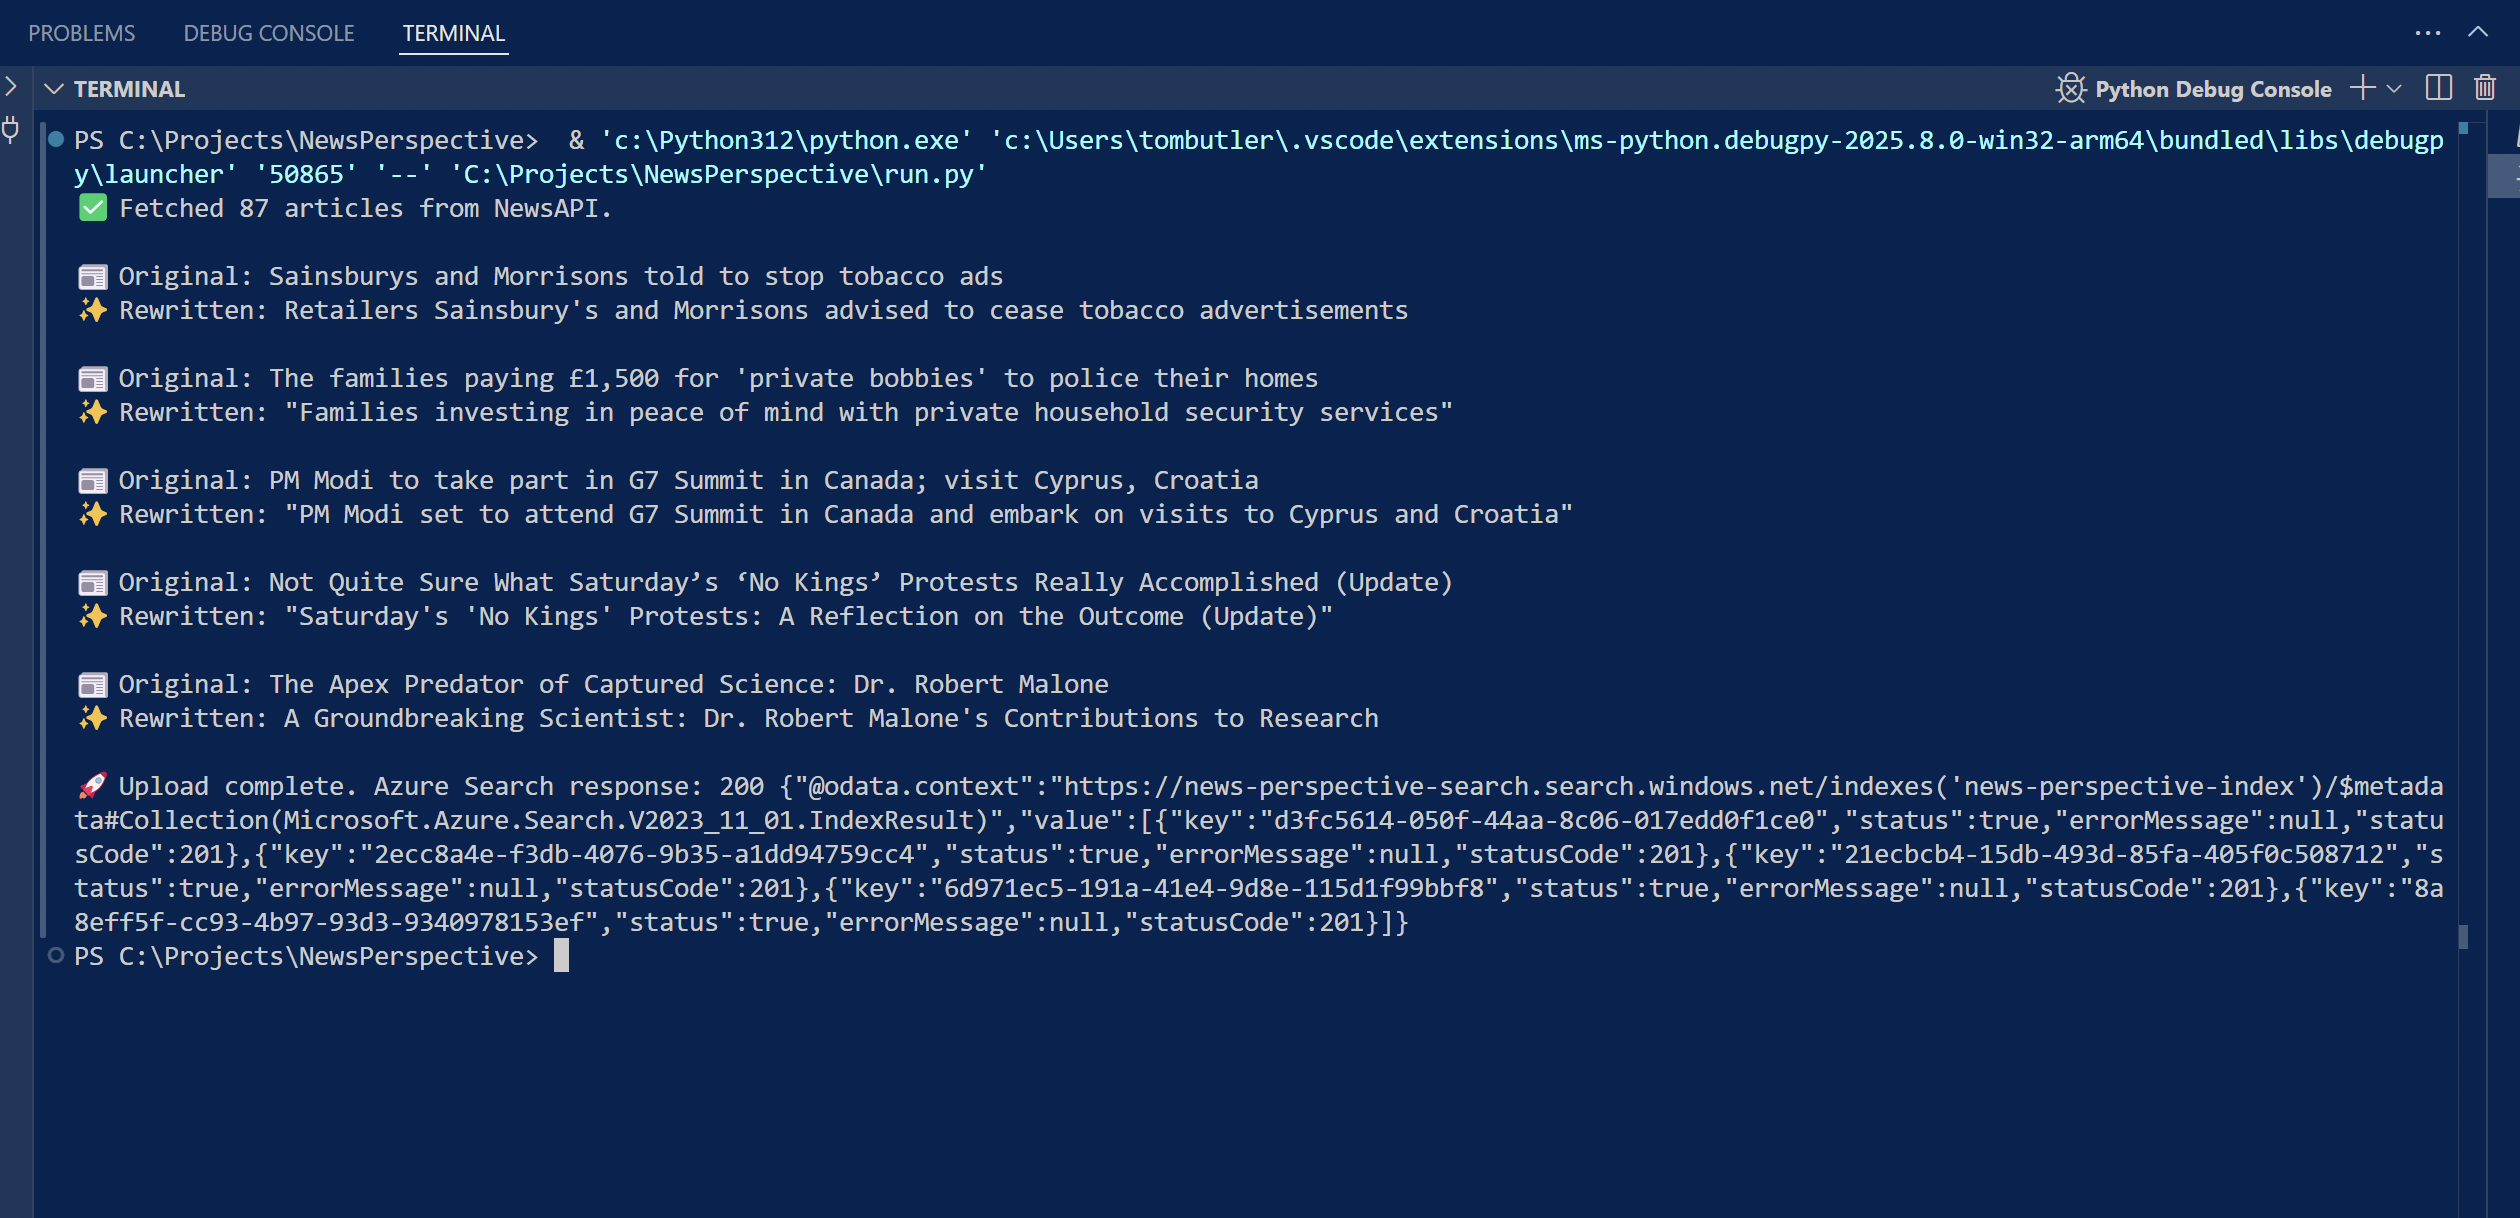 PROBLEMS DEBUG CONSOLE TERMINAL
TERMINAL Python Debug Console
PS C:\Projects\NewsPerspective>  & 'c:\Python312\python.exe' 'c:\Users\tombutler\.vscode\extensions\ms-python.debugpy-2025.8.0-win32-arm64\bundled\libs\debugp
y\launcher' '50865' '--' 'C:\Projects\NewsPerspective\run.py'
✅ Fetched 87 articles from NewsAPI.
📰 Original: Sainsburys and Morrisons told to stop tobacco ads
✨ Rewritten: Retailers Sainsbury's and Morrisons advised to cease tobacco advertisements
📰 Original: The families paying £1,500 for 'private bobbies' to police their homes
✨ Rewritten: "Families investing in peace of mind with private household security services"
📰 Original: PM Modi to take part in G7 Summit in Canada; visit Cyprus, Croatia
✨ Rewritten: "PM Modi set to attend G7 Summit in Canada and embark on visits to Cyprus and Croatia"
📰 Original: Not Quite Sure What Saturday’s ‘No Kings’ Protests Really Accomplished (Update)
✨ Rewritten: "Saturday's 'No Kings' Protests: A Reflection on the Outcome (Update)"
📰 Original: The Apex Predator of Captured Science: Dr. Robert Malone
✨ Rewritten: A Groundbreaking Scientist: Dr. Robert Malone's Contributions to Research
🚀 Upload complete. Azure Search response: 200 {"@odata.context":"https://news-perspective-search.search.windows.net/indexes('news-perspective-index')/$metad
ta#Collection(Microsoft.Azure.Search.V2023_11_01.IndexResult)","value":[{"key":"d3fc5614-050f-44aa-8c06-017edd0f1ce0","status":true,"errorMessage":null,"statu
sCode":201},{"key":"2ecc8a4e-f3db-4076-9b35-a1dd94759cc4","status":true,"errorMessage":null,"statusCode":201},{"key":"21ecbcb4-15db-493d-85fa-405f0c508712","s
tatus":true,"errorMessage":null,"statusCode":201},{"key":"6d971ec5-191a-41e4-9d8e-115d1f99bbf8","status":true,"errorMessage":null,"statusCode":201},{"key":"8a
8eff5f-cc93-4b97-93d3-9340978153ef","status":true,"errorMessage":null,"statusCode":201}]}
PS C:\Projects\NewsPerspective>